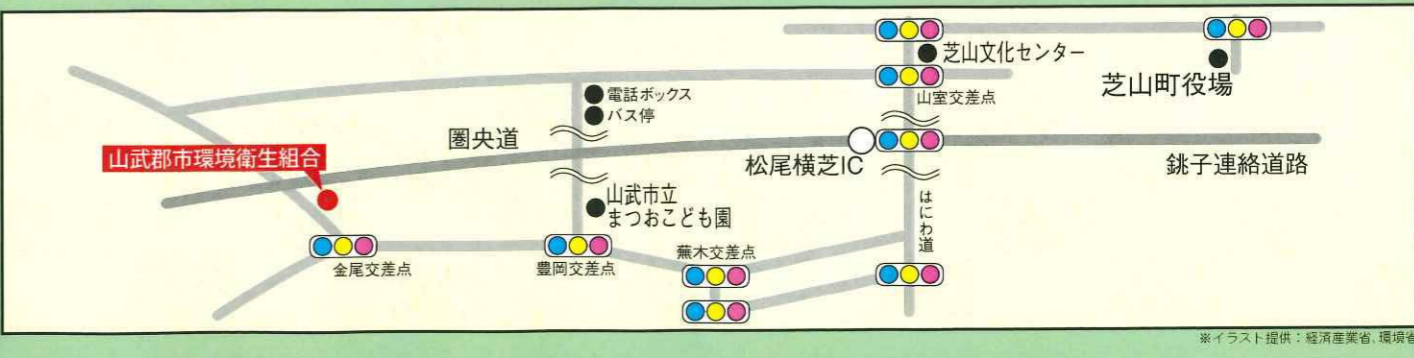 芝山文化センター
芝山町役場
山室交差点
電話ボックス
バス停
圏央道
山武郡市環境衛生組合
松尾横芝IC
銚子連絡道路
山武市立
まつおこども園
はにわ道
蕪木交差点
金尾交差点
豊岡交差点
※イラスト提供：経済産業省、環境省